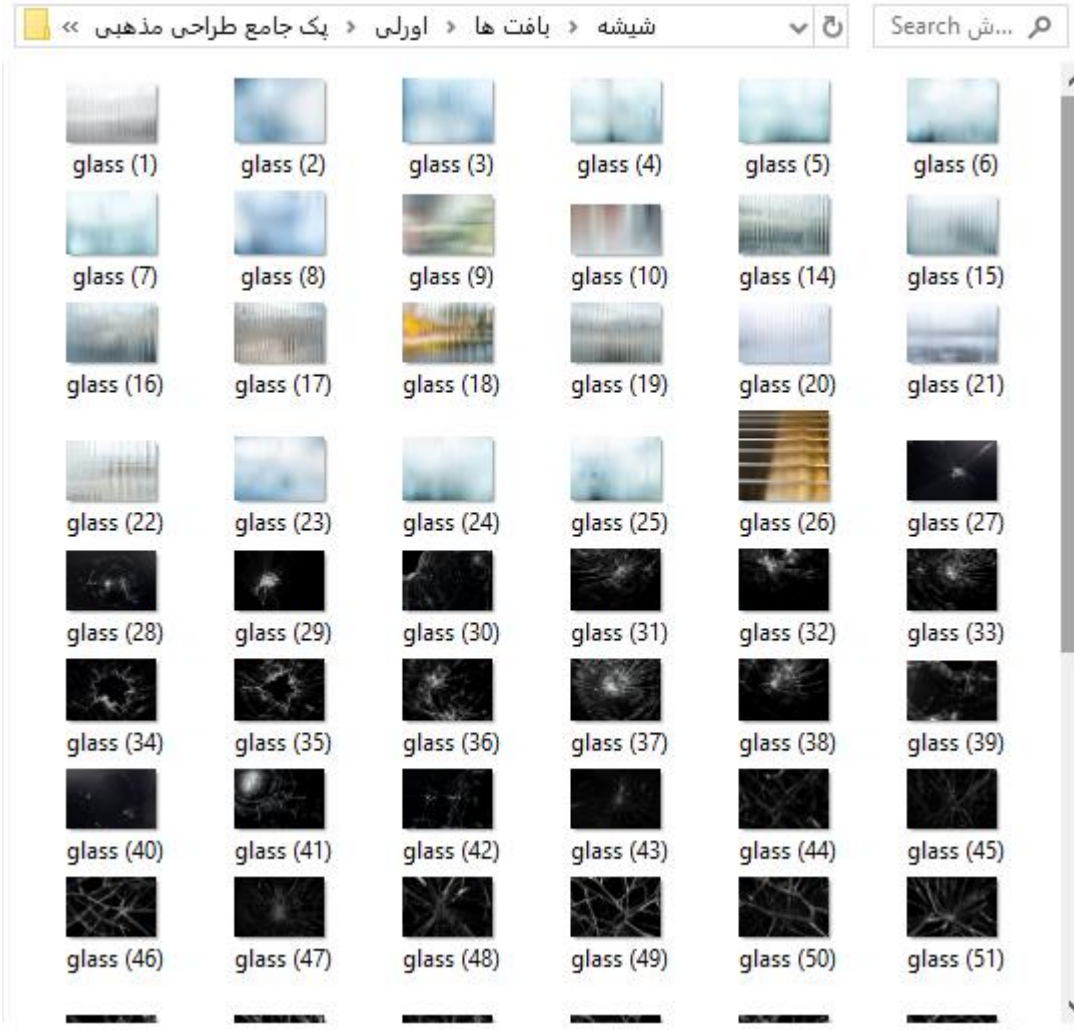 « پک جامع طراحی مذهبی › اورلی › بافت ها › شیشه
Search ش...
glass (1) glass (2) glass (3) glass (4) glass (5) glass (6)
glass (7) glass (8) glass (9) glass (10) glass (14) glass (15)
glass (16) glass (17) glass (18) glass (19) glass (20) glass (21)
glass (22) glass (23) glass (24) glass (25) glass (26) glass (27)
glass (28) glass (29) glass (30) glass (31) glass (32) glass (33)
glass (34) glass (35) glass (36) glass (37) glass (38) glass (39)
glass (40) glass (41) glass (42) glass (43) glass (44) glass (45)
glass (46) glass (47) glass (48) glass (49) glass (50) glass (51)